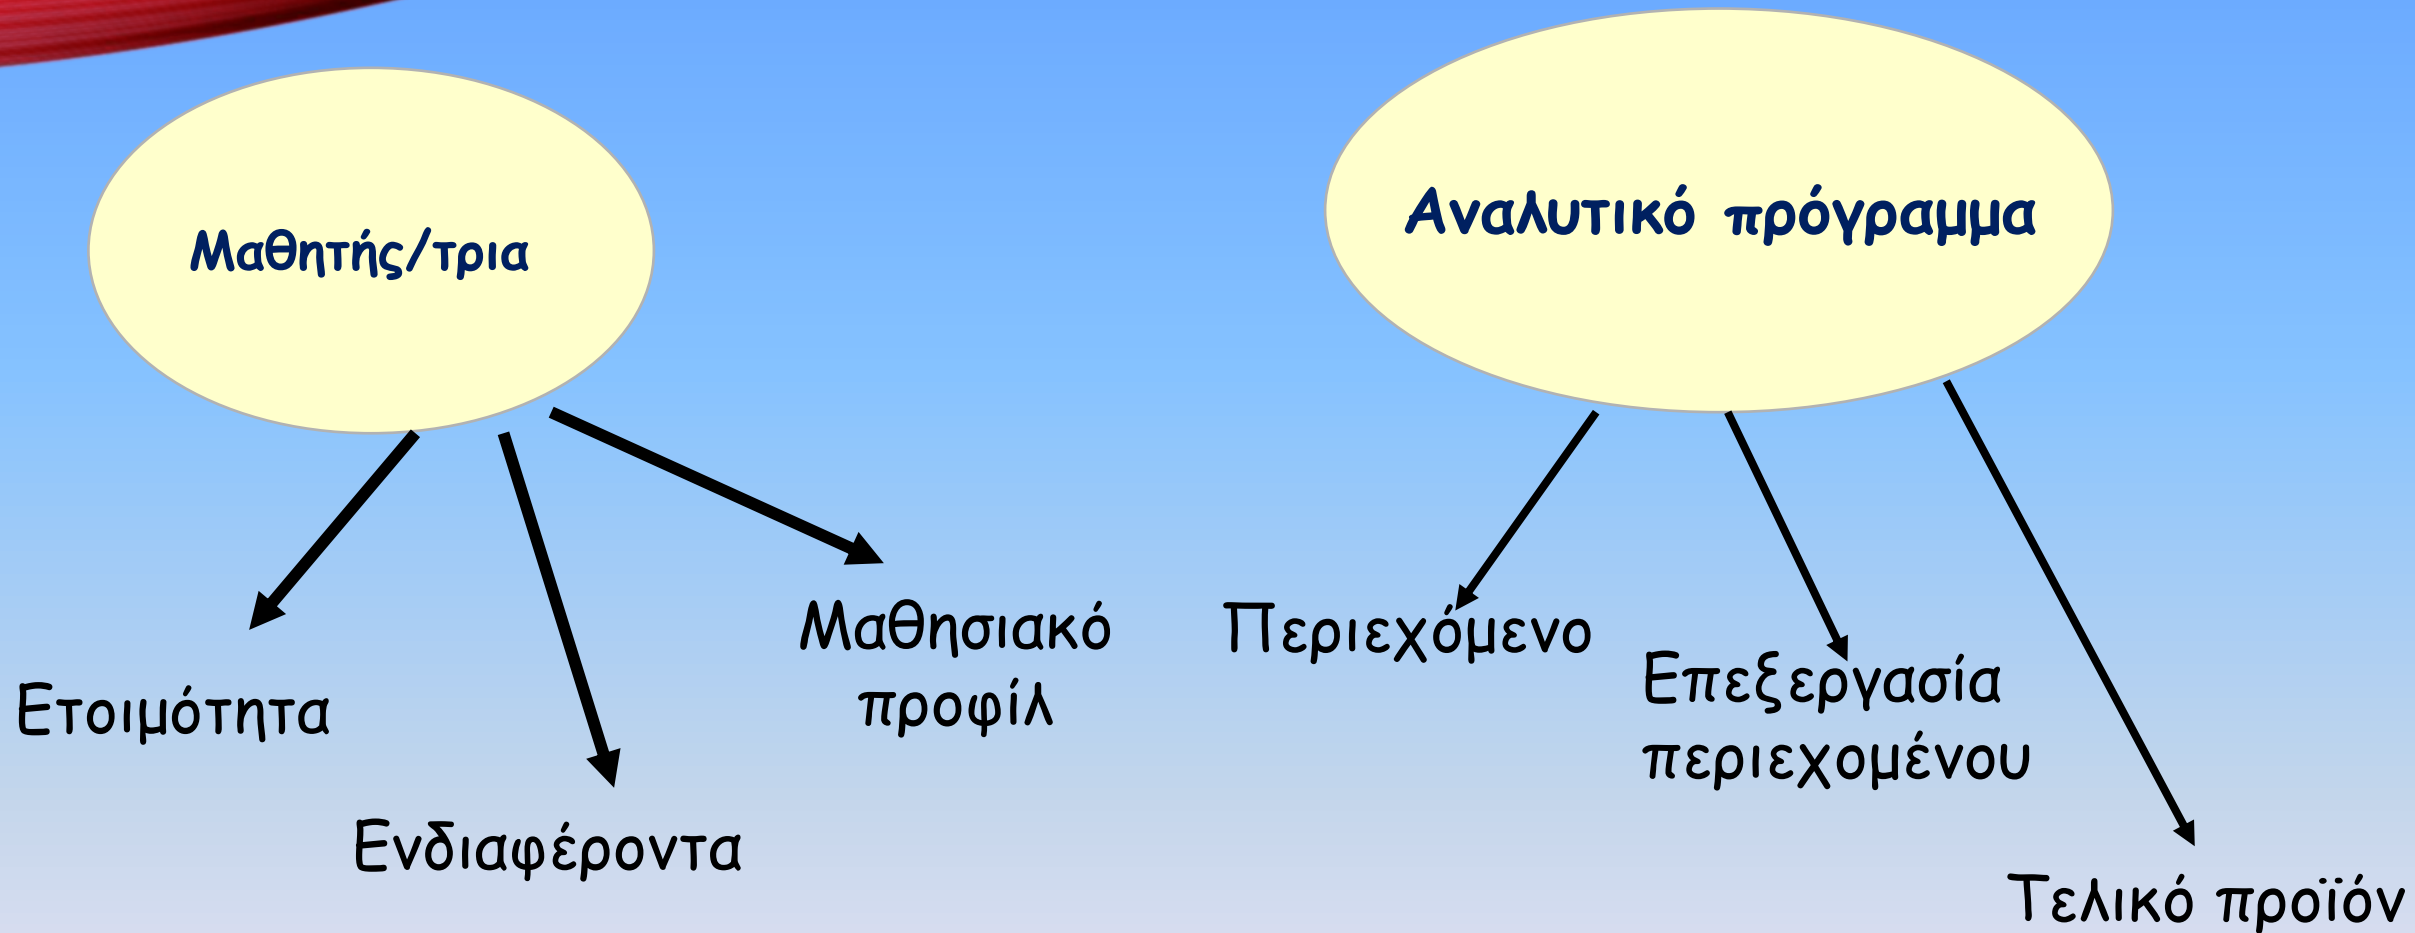 Μαθητής/τρια
Ετοιμότητα
Ενδιαφέροντα
Μαθησιακό
προφίλ
Αναλυτικό πρόγραμμα
Περιεχόμενο
Επεξεργασία
περιεχομένου
Τελικό προϊόν